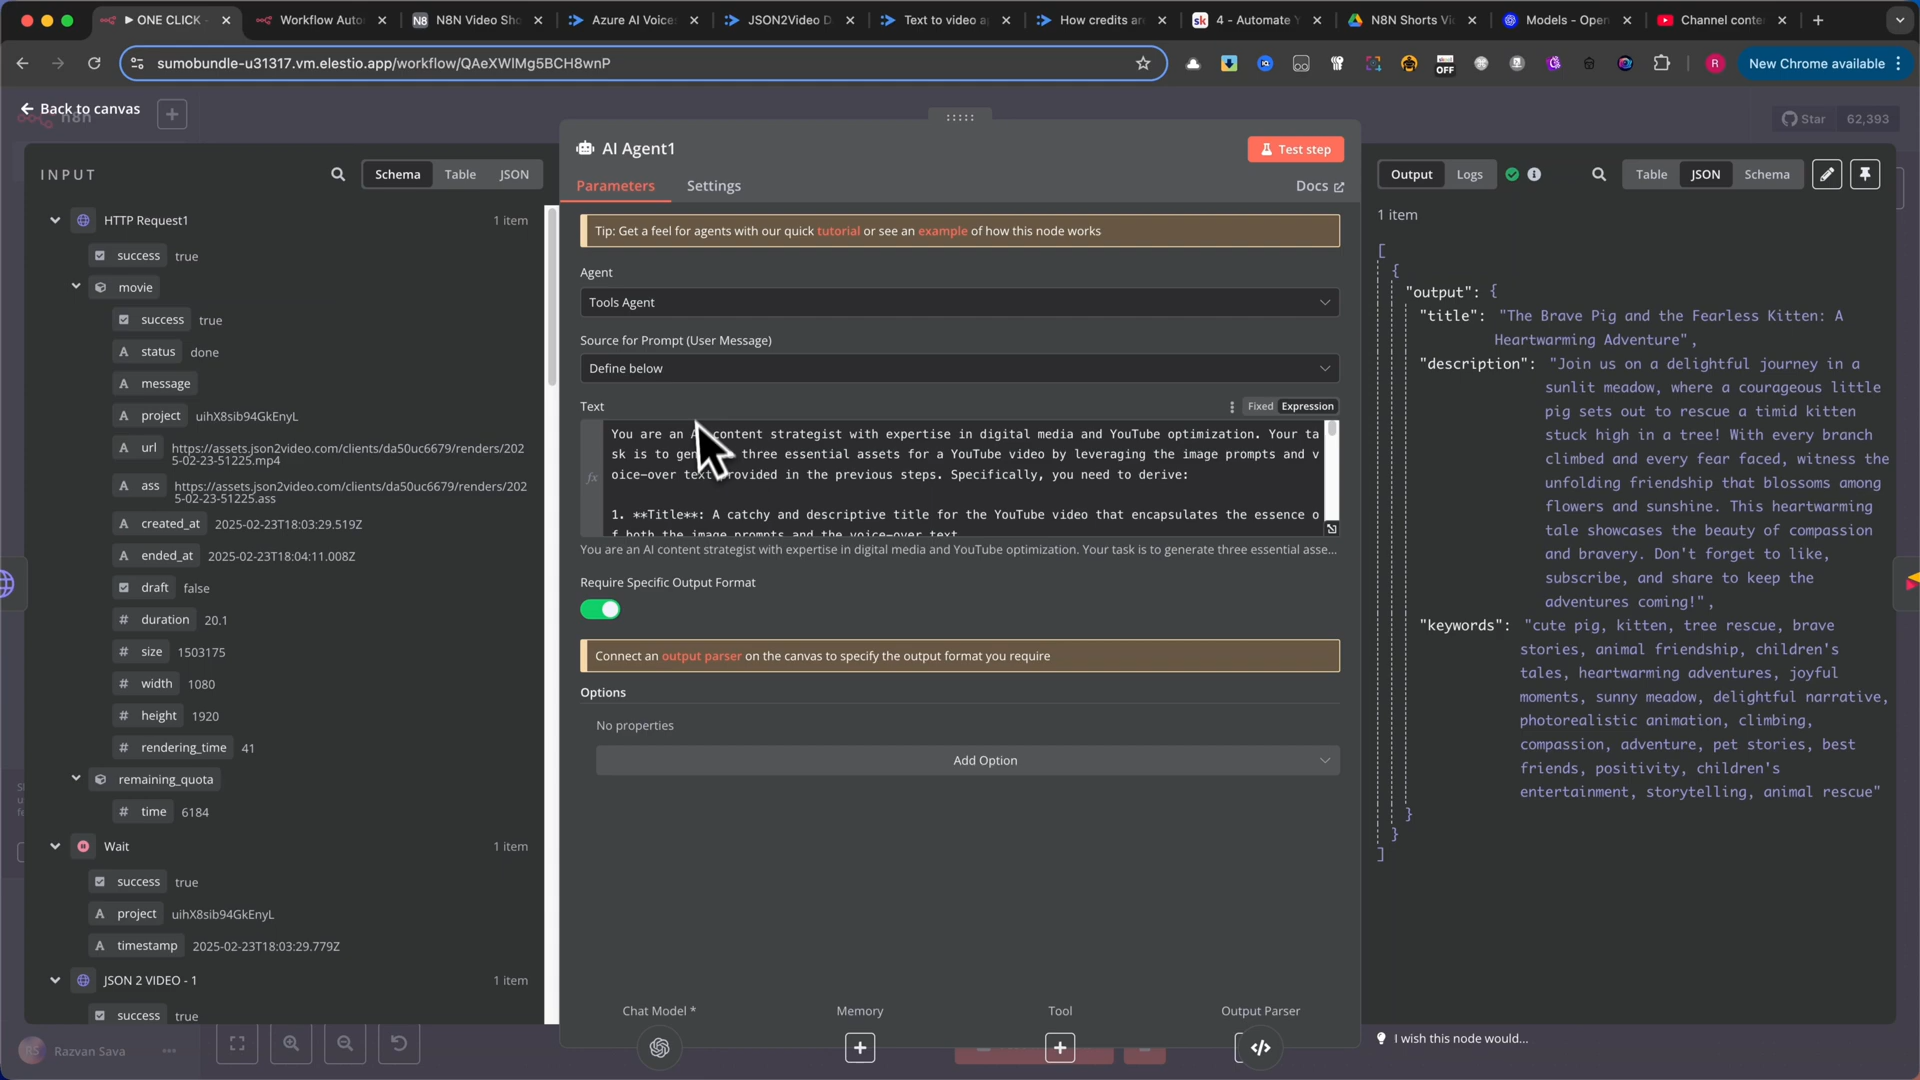 ▶ ONE CLICK
Workflow Auto
N8N Video Sho
Azure AI Voice
JSON2Video D
Text to video a
How credits ar
4 - Automate Y
N8N Shorts Vi
Models - Open
Channel conte
sumobundle-u31317.vm.elestio.app/workflow/QAeXWlMg5BCH8wnP
OFF
R
New Chrome available
Back to canvas
n8n
Star 62,393
INPUT
Schema Table JSON
HTTP Request1 1 item
success true
movie
success true
A status done
A message
A project uihX8sib94GkEnyL
A url https://assets.json2video.com/clients/da50uc6679/renders/202
5-02-23-51225.mp4
A ass https://assets.json2video.com/clients/da50uc6679/renders/202
5-02-23-51225.ass
A created_at 2025-02-23T18:03:29.519Z
A ended_at 2025-02-23T18:04:11.008Z
draft false
# duration 20.1
# size 1503175
# width 1080
# height 1920
# rendering_time 41
remaining_quota
# time 6184
Wait 1 item
success true
A project uihX8sib94GkEnyL
A timestamp 2025-02-23T18:03:29.779Z
JSON 2 VIDEO - 1 1 item
success true
RS Razvan Sava
AI Agent1
Test step
Parameters Settings
Docs
Tip: Get a feel for agents with our quick tutorial or see an example of how this node works
Agent
Tools Agent
Source for Prompt (User Message)
Define below
Text
Fixed Expression
fx
You are an A content strategist with expertise in digital media and YouTube optimization. Your ta
sk is to gen three essential assets for a YouTube video by leveraging the image prompts and v
oice-over text provided in the previous steps. Specifically, you need to derive:
1. **Title**: A catchy and descriptive title for the YouTube video that encapsulates the essence o
f both the image prompts and the voice-over text.
You are an AI content strategist with expertise in digital media and YouTube optimization. Your task is to generate three essential asse...
Require Specific Output Format
Connect an output parser on the canvas to specify the output format you require
Options
No properties
Add Option
Chat Model *
Memory
Tool
Output Parser
Output Logs
Table JSON Schema
1 item
[
{
"output": {
"title": "The Brave Pig and the Fearless Kitten: A
Heartwarming Adventure",
"description": "Join us on a delightful journey in a
sunlit meadow, where a courageous little
pig sets out to rescue a timid kitten
stuck high in a tree! With every branch
climbed and every fear faced, witness the
unfolding friendship that blossoms among
flowers and sunshine. This heartwarming
tale showcases the beauty of compassion
and bravery. Don't forget to like,
subscribe, and share to keep the
adventures coming!",
"keywords": "cute pig, kitten, tree rescue, brave
stories, animal friendship, children's
tales, heartwarming adventures, joyful
moments, sunny meadow, delightful narrative,
photorealistic animation, climbing,
compassion, adventure, pet stories, best
friends, positivity, children's
entertainment, storytelling, animal rescue"
}
}
]
I wish this node would...